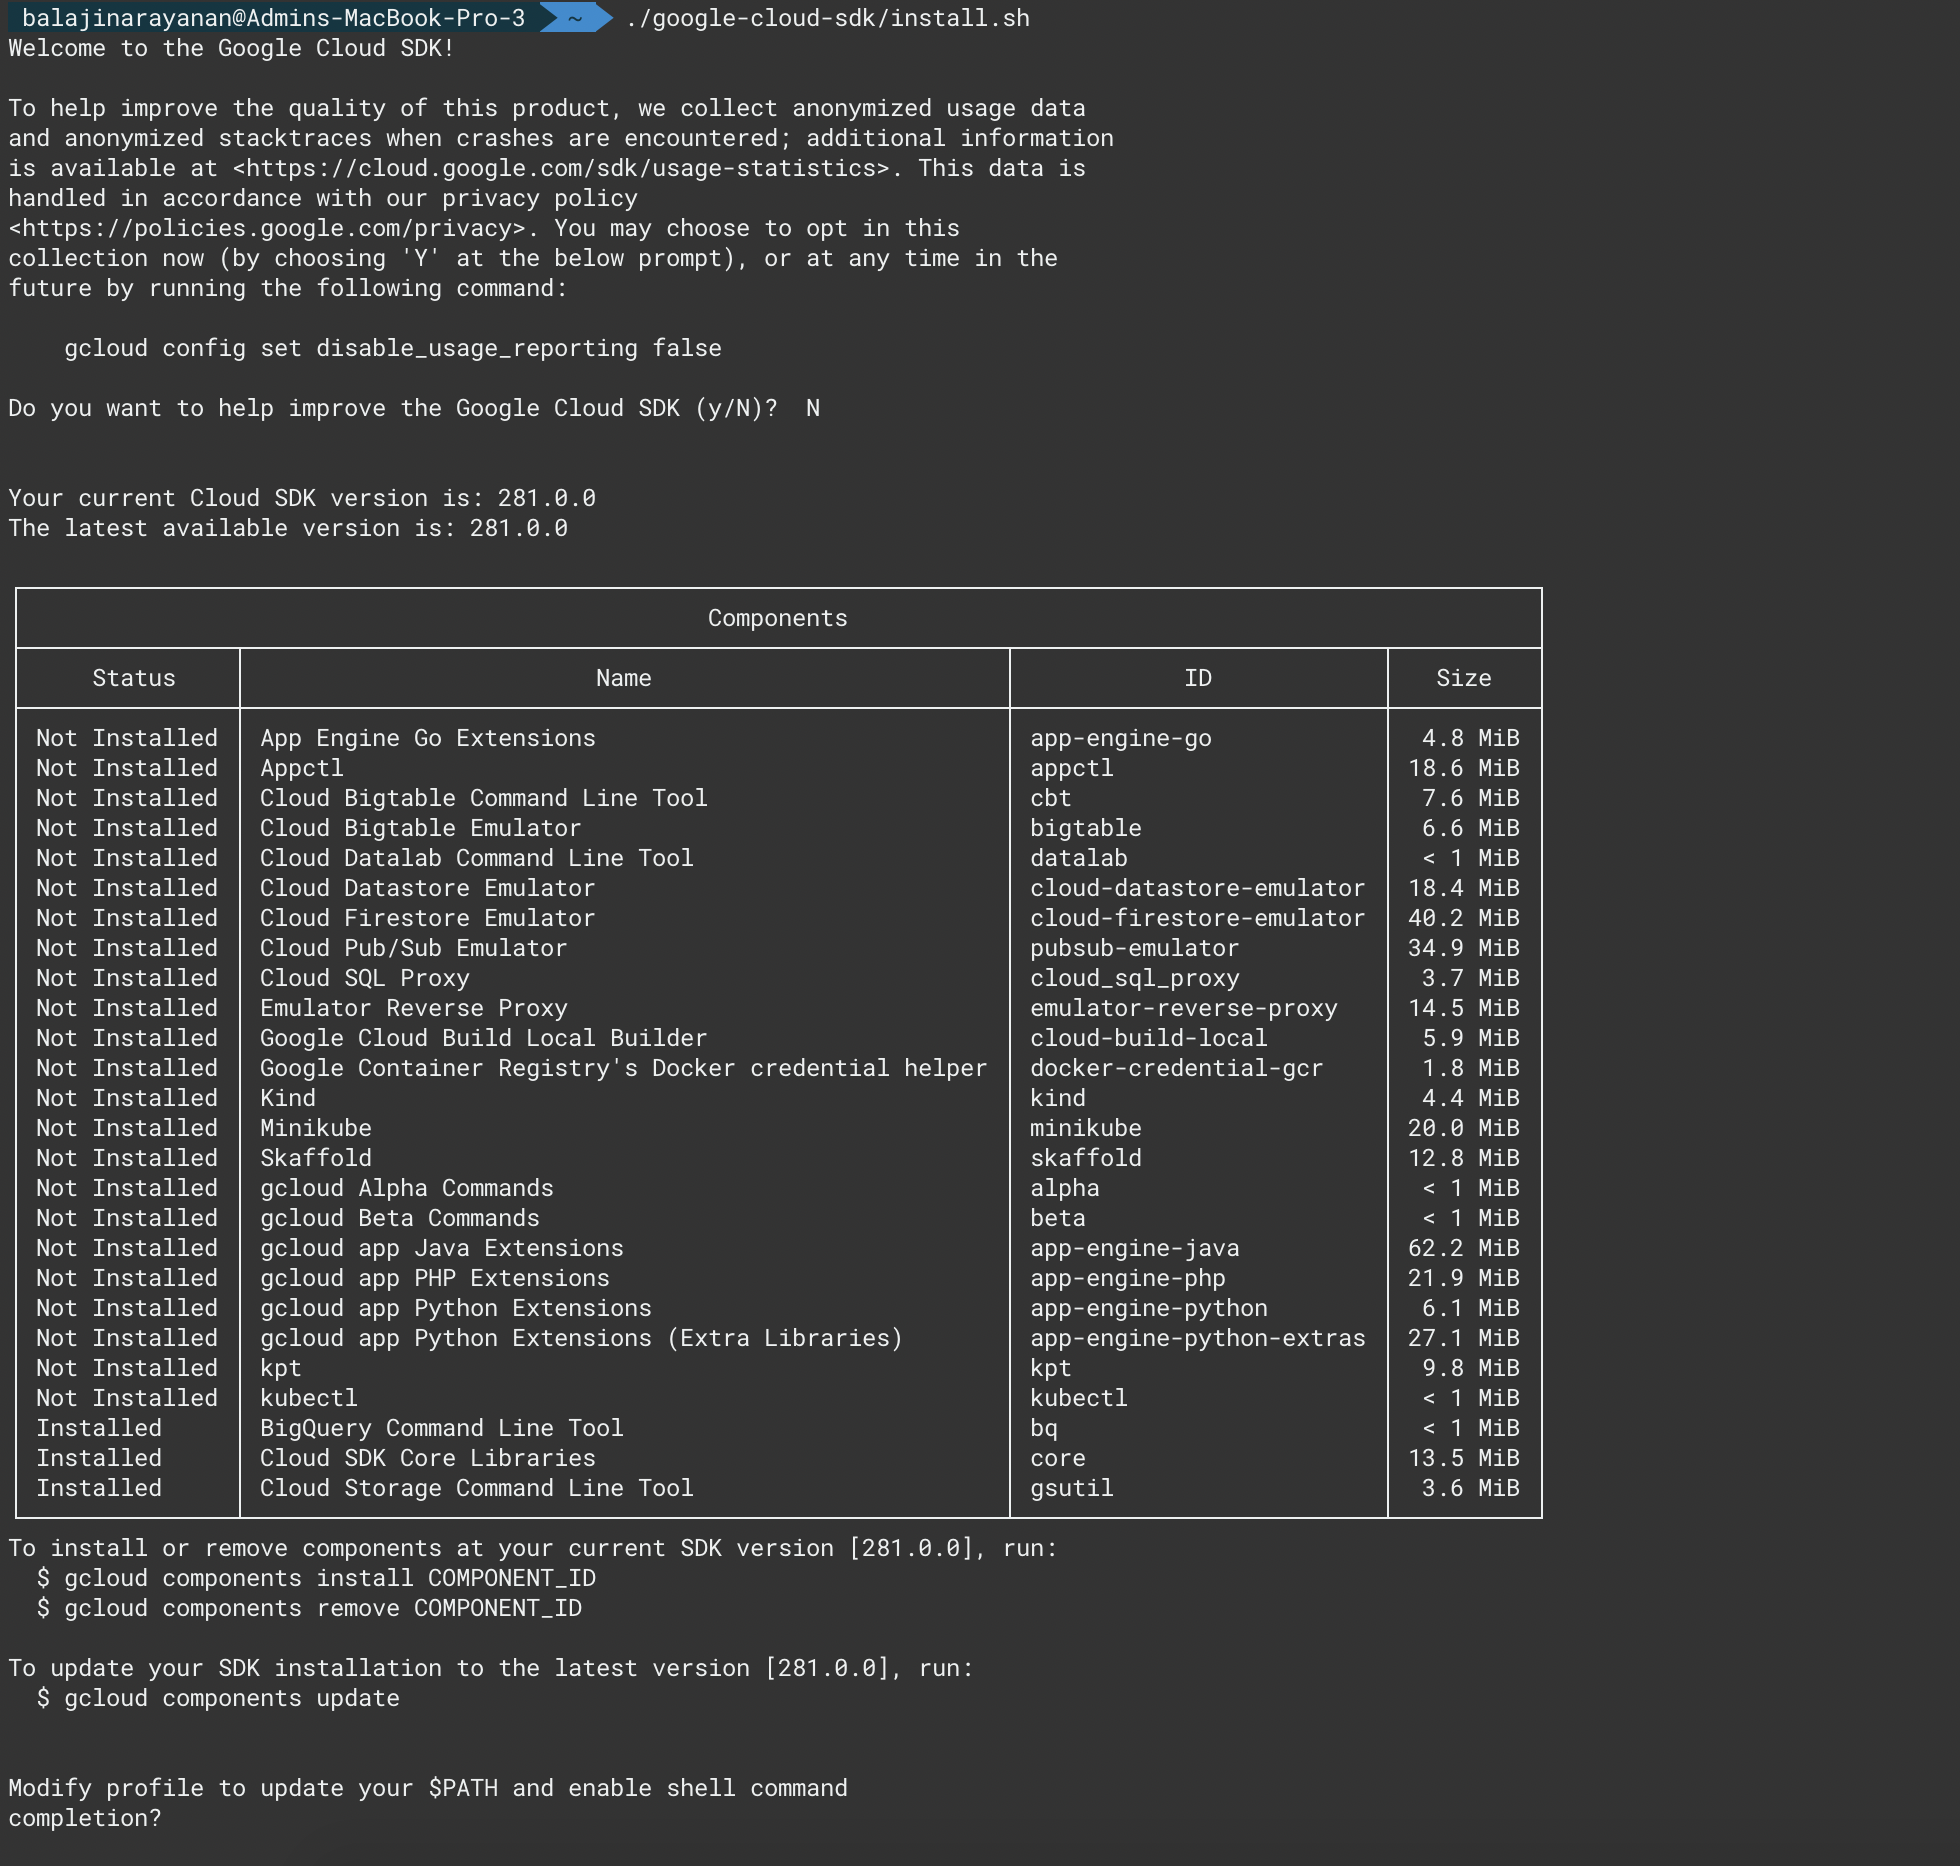 balajinarayanan@Admins-MacBook-Pro-3 ~ ./google-cloud-sdk/install.sh
Welcome to the Google Cloud SDK!
To help improve the quality of this product, we collect anonymized usage data
and anonymized stacktraces when crashes are encountered; additional information
is available at <https://cloud.google.com/sdk/usage-statistics>. This data is
handled in accordance with our privacy policy
<https://policies.google.com/privacy>. You may choose to opt in this
collection now (by choosing 'Y' at the below prompt), or at any time in the
future by running the following command:
gcloud config set disable_usage_reporting false
Do you want to help improve the Google Cloud SDK (y/N)? N
Your current Cloud SDK version is: 281.0.0
The latest available version is: 281.0.0
Components
Status Name ID Size
Not Installed App Engine Go Extensions app-engine-go 4.8 MiB
Not Installed Appctl appctl 18.6 MiB
Not Installed Cloud Bigtable Command Line Tool cbt 7.6 MiB
Not Installed Cloud Bigtable Emulator bigtable 6.6 MiB
Not Installed Cloud Datalab Command Line Tool datalab < 1 MiB
Not Installed Cloud Datastore Emulator cloud-datastore-emulator 18.4 MiB
Not Installed Cloud Firestore Emulator cloud-firestore-emulator 40.2 MiB
Not Installed Cloud Pub/Sub Emulator pubsub-emulator 34.9 MiB
Not Installed Cloud SQL Proxy cloud_sql_proxy 3.7 MiB
Not Installed Emulator Reverse Proxy emulator-reverse-proxy 14.5 MiB
Not Installed Google Cloud Build Local Builder cloud-build-local 5.9 MiB
Not Installed Google Container Registry's Docker credential helper docker-credential-gcr 1.8 MiB
Not Installed Kind kind 4.4 MiB
Not Installed Minikube minikube 20.0 MiB
Not Installed Skaffold skaffold 12.8 MiB
Not Installed gcloud Alpha Commands alpha < 1 MiB
Not Installed gcloud Beta Commands beta < 1 MiB
Not Installed gcloud app Java Extensions app-engine-java 62.2 MiB
Not Installed gcloud app PHP Extensions app-engine-php 21.9 MiB
Not Installed gcloud app Python Extensions app-engine-python 6.1 MiB
Not Installed gcloud app Python Extensions (Extra Libraries) app-engine-python-extras 27.1 MiB
Not Installed kpt kpt 9.8 MiB
Not Installed kubectl kubectl < 1 MiB
Installed BigQuery Command Line Tool bq < 1 MiB
Installed Cloud SDK Core Libraries core 13.5 MiB
Installed Cloud Storage Command Line Tool gsutil 3.6 MiB
To install or remove components at your current SDK version [281.0.0], run:
$ gcloud components install COMPONENT_ID
$ gcloud components remove COMPONENT_ID
To update your SDK installation to the latest version [281.0.0], run:
$ gcloud components update
Modify profile to update your $PATH and enable shell command
completion?